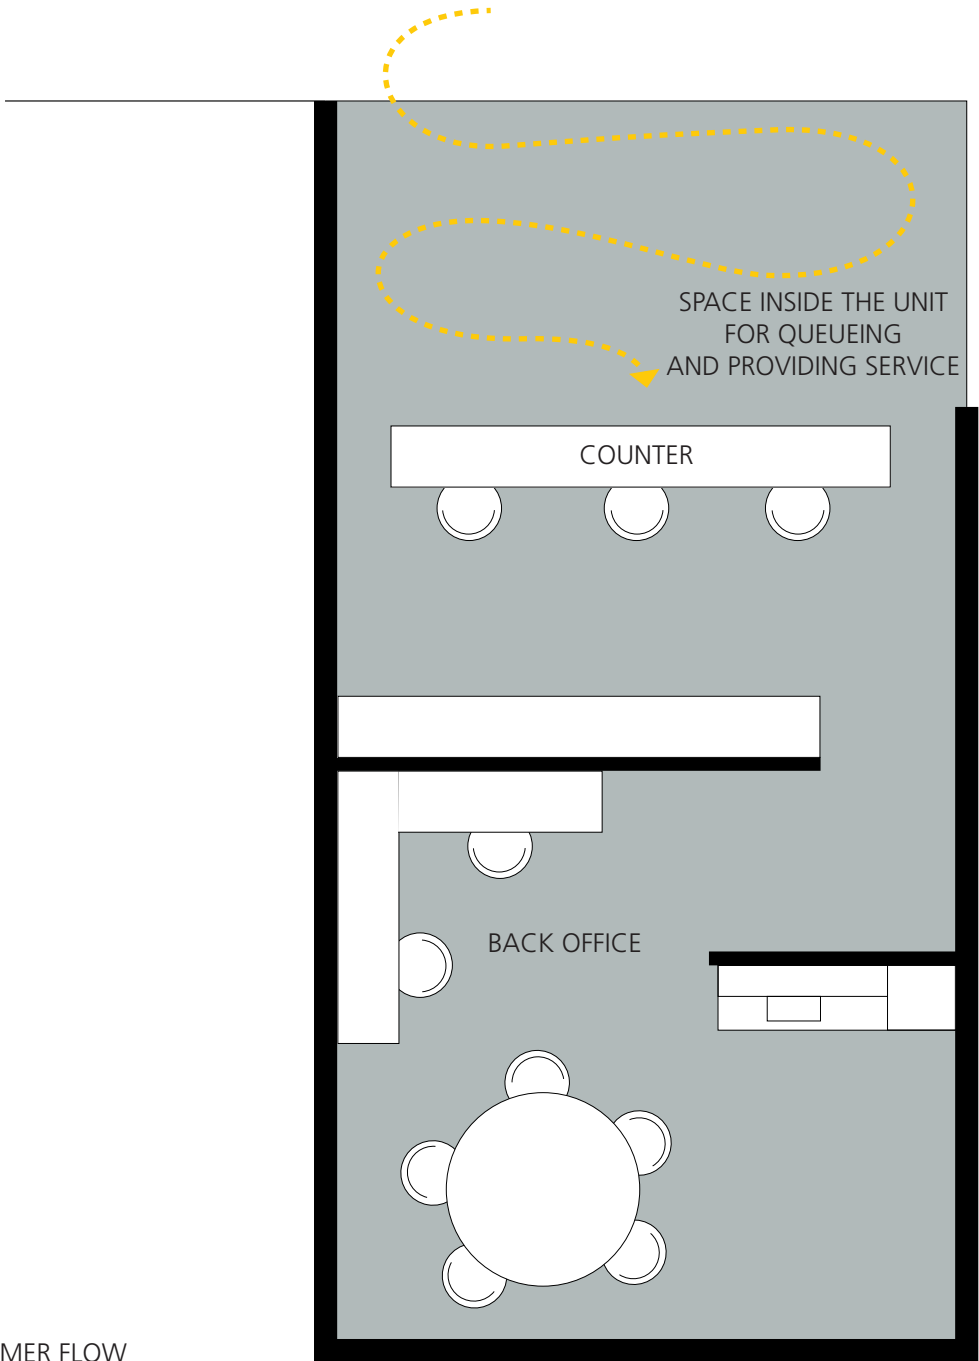 SPACE INSIDE THE UNIT
FOR QUEUEING
AND PROVIDING SERVICE
COUNTER
BACK OFFICE
MER FLOW